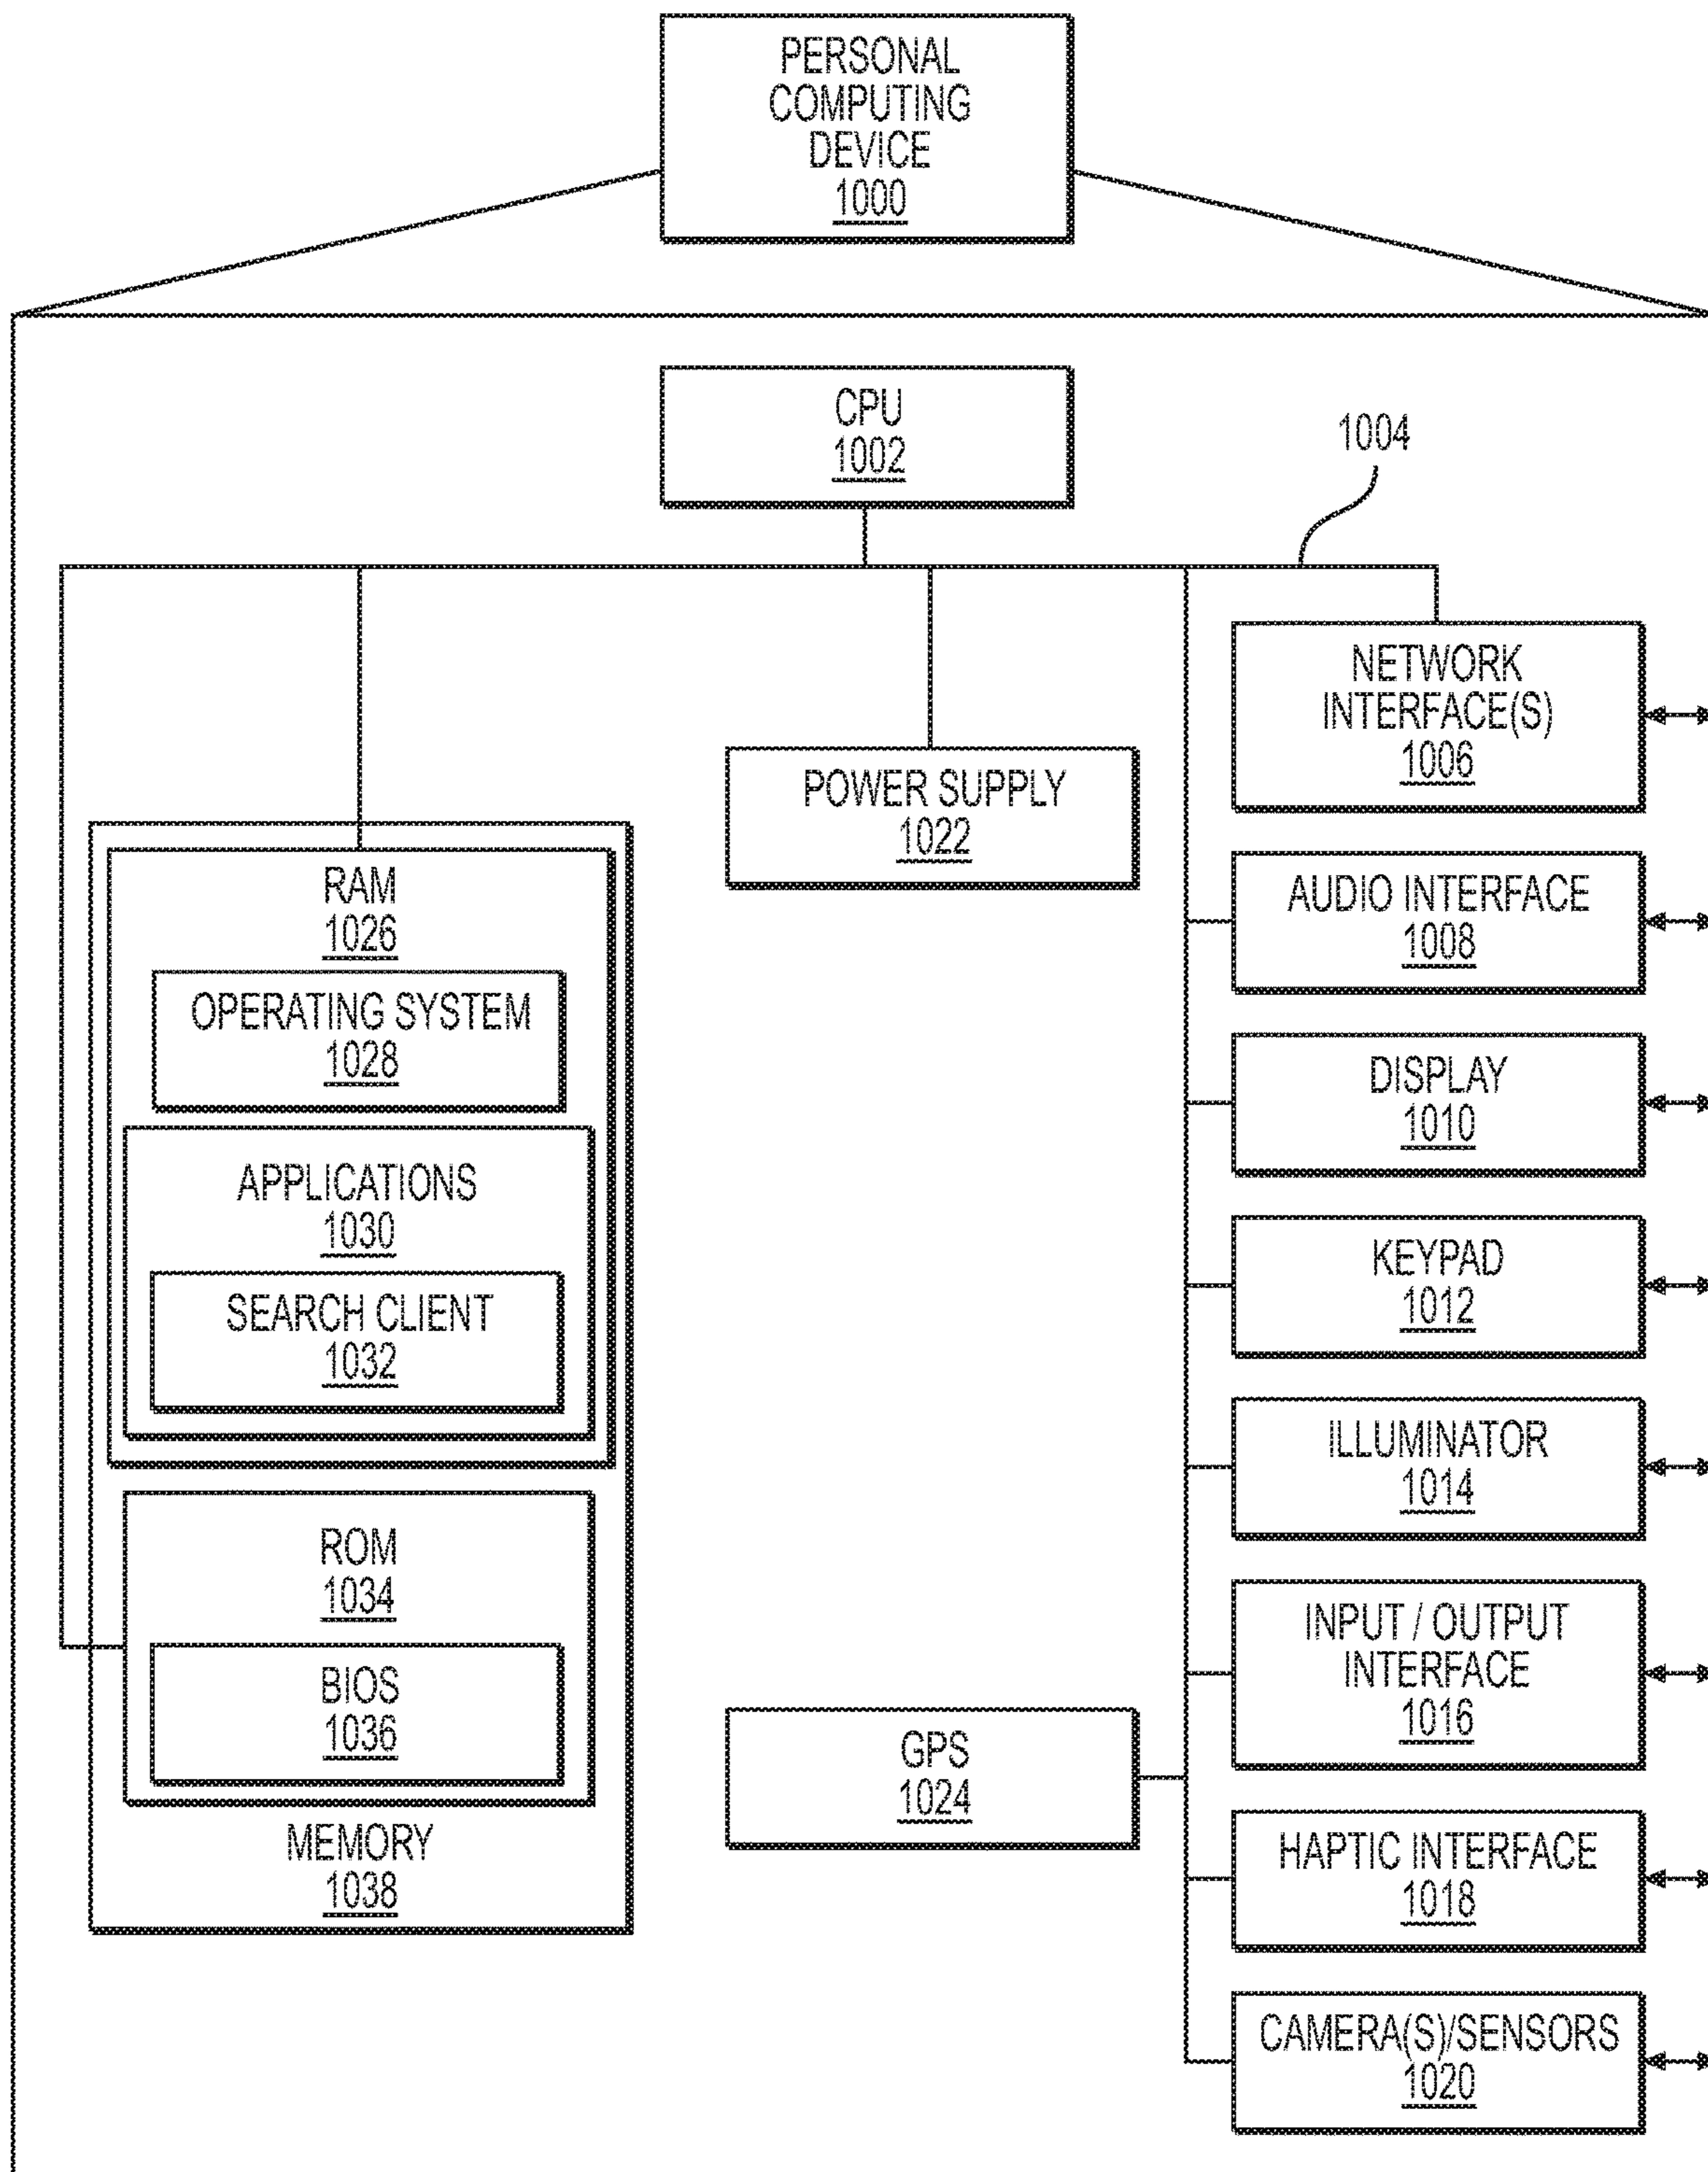 PERSONAL
COMPUTING
DEVICE
1000
CPU
1002
1004
NETWORK
INTERFACE(S)
1006
POWER SUPPLY
1022
RAM
1026
AUDIO INTERFACE
1008
OPERATING SYSTEM
1028
DISPLAY
1010
APPLICATIONS
1030
KEYPAD
1012
SEARCH CLIENT
1032
ILLUMINATOR
1014
ROM
1034
INPUT / OUTPUT
INTERFACE
1016
BIOS
1036
GPS
1024
MEMORY
1038
HAPTIC INTERFACE
1018
CAMERA(S)/SENSORS
1020